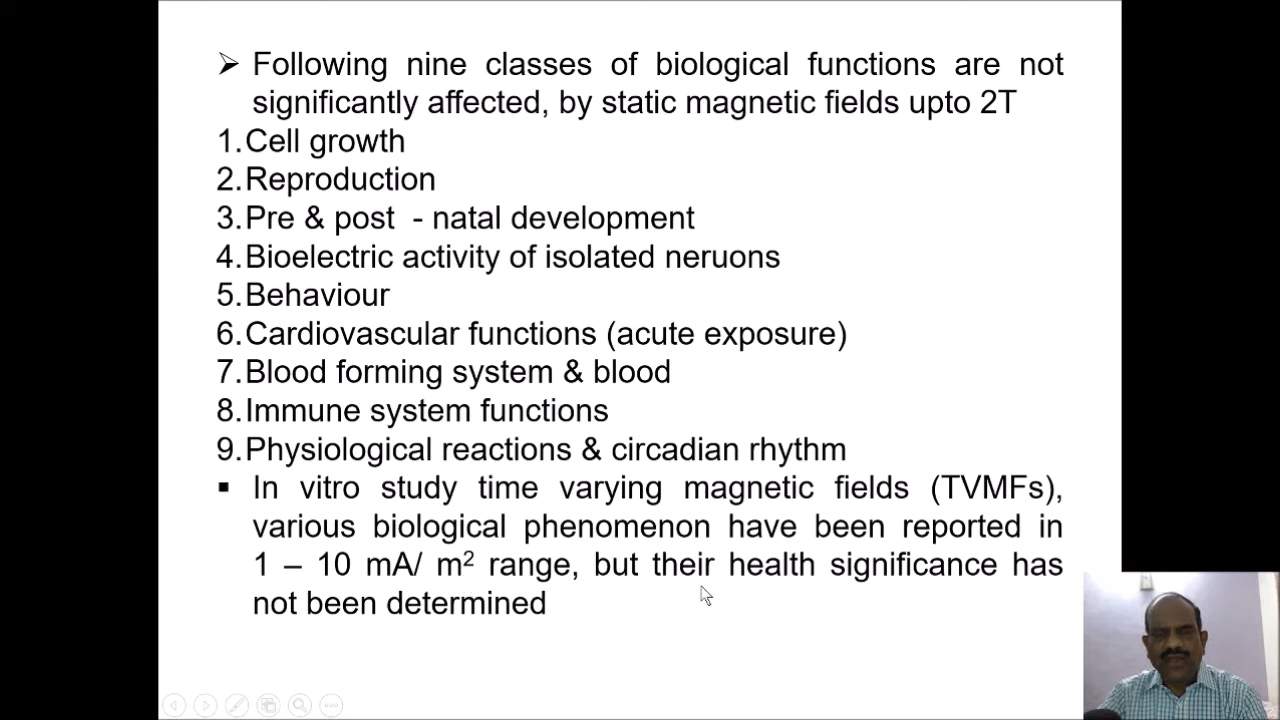 ➢ Following nine classes of biological functions are not
significantly affected, by static magnetic fields upto 2T
1.Cell growth
2.Reproduction
3.Pre & post - natal development
4.Bioelectric activity of isolated neruons
5.Behaviour
6.Cardiovascular functions (acute exposure)
7.Blood forming system & blood
8.Immune system functions
9.Physiological reactions & circadian rhythm
▪ In vitro study time varying magnetic fields (TVMFs),
various biological phenomenon have been reported in
1 – 10 mA/ m² range, but their health significance has
not been determined